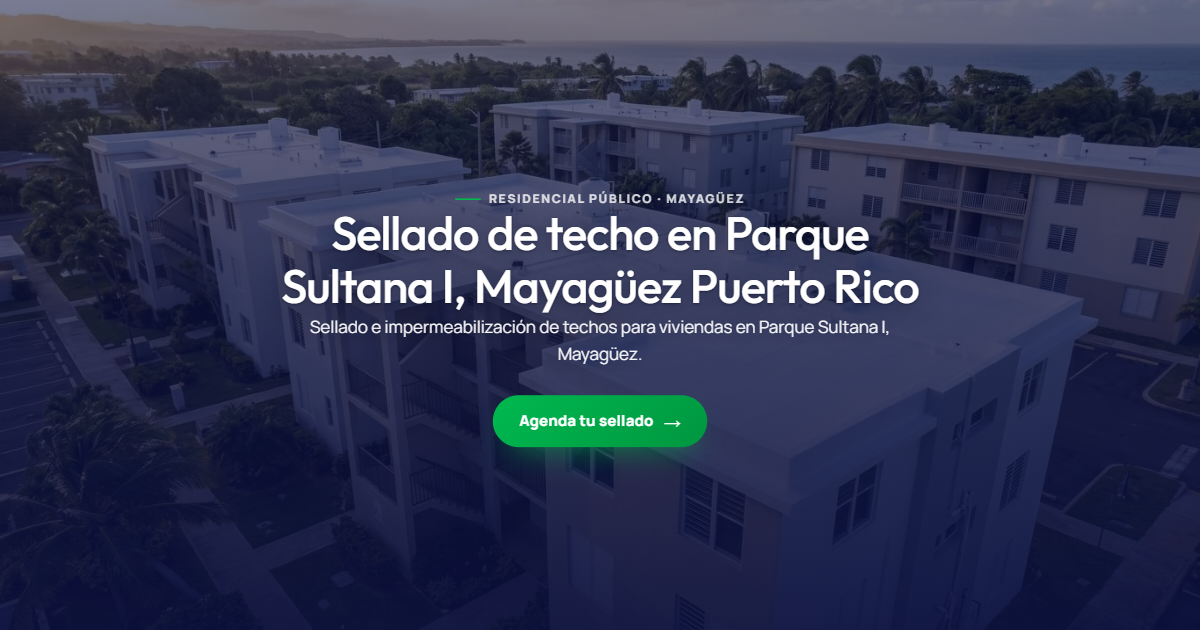 RESIDENCIAL PÚBLICO · MAYAGÜEZ
Sellado de techo en Parque
Sultana I, Mayagüez Puerto Rico
Sellado e impermeabilización de techos para viviendas en Parque Sultana I,
Mayagüez.
Agenda tu sellado →